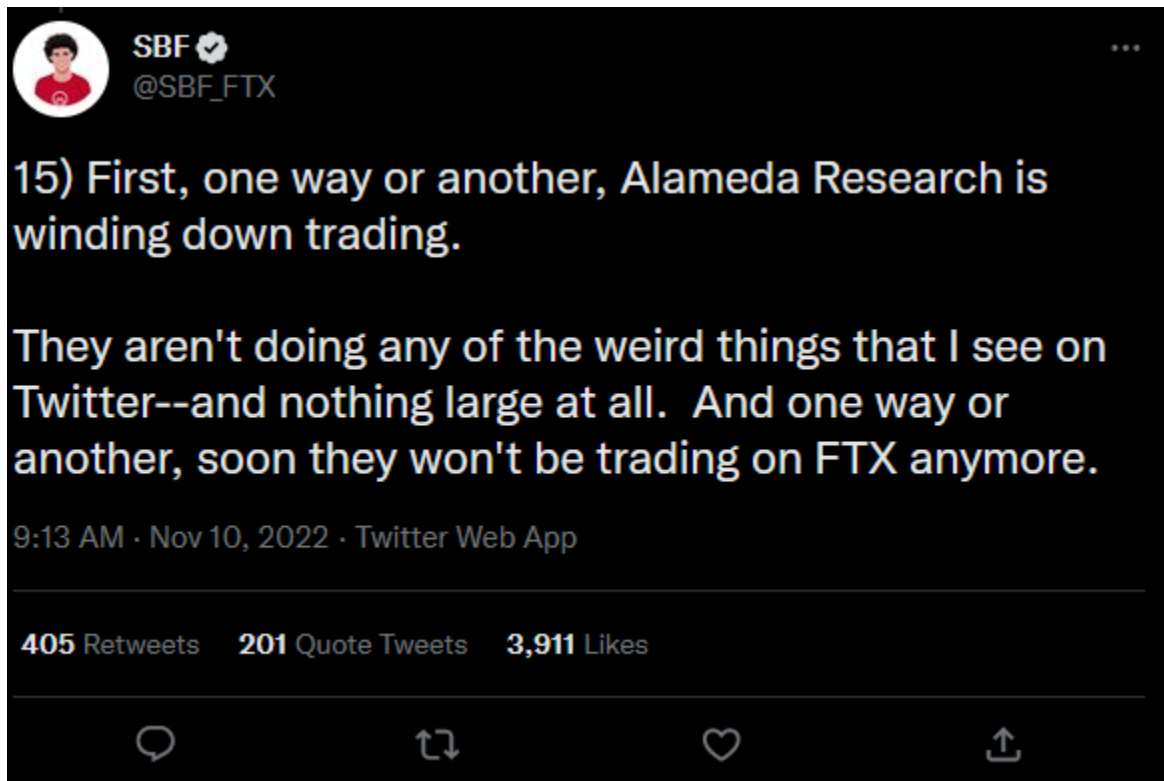 SBF
@SBF_FTX
15) First, one way or another, Alameda Research is
winding down trading.
They aren't doing any of the weird things that I see on
Twitter--and nothing large at all.  And one way or
another, soon they won't be trading on FTX anymore.
9:13 AM · Nov 10, 2022 · Twitter Web App
405 Retweets 201 Quote Tweets 3,911 Likes